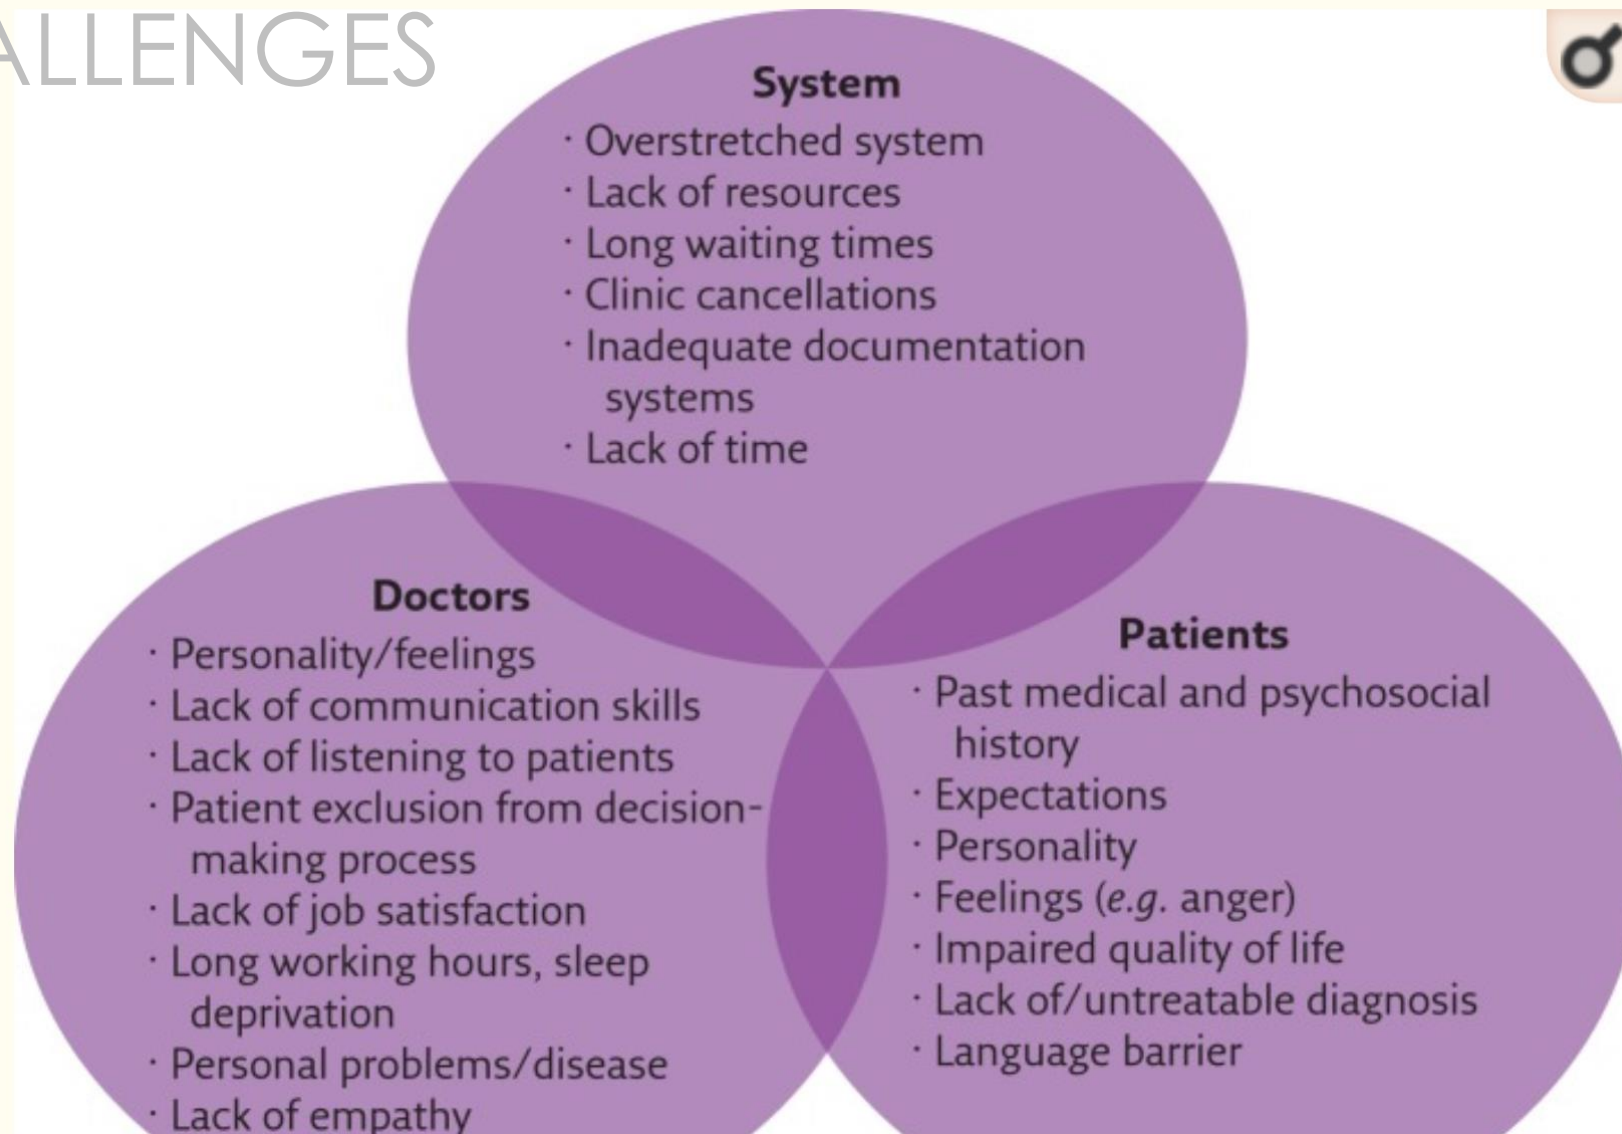 ALLENGES
System
· Overstretched system
· Lack of resources
· Long waiting times
· Clinic cancellations
· Inadequate documentation
systems
· Lack of time
Doctors
· Personality/feelings
· Lack of communication skills
· Lack of listening to patients
· Patient exclusion from decision-
making process
· Lack of job satisfaction
· Long working hours, sleep
deprivation
· Personal problems/disease
· Lack of empathy
Patients
· Past medical and psychosocial
history
· Expectations
· Personality
· Feelings (e.g. anger)
· Impaired quality of life
· Lack of/untreatable diagnosis
· Language barrier